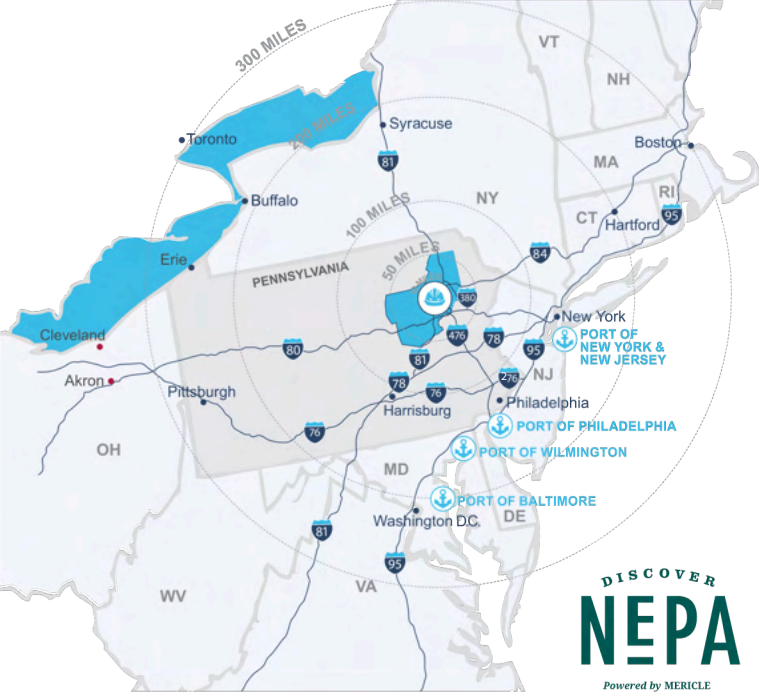 300 MILES
VT
NH
200 MILES
Syracuse
Toronto
Boston
81
MA
RI
NY
Buffalo
100 MILES
CT
95
Hartford
84
50 MILES
Erie
PENNSYLVANIA
380
New York
Cleveland
476
78
PORT OF
NEW YORK &
NEW JERSEY
80
95
81
NJ
276
Akron
78
76
Pittsburgh
Harrisburg
Philadelphia
PORT OF PHILADELPHIA
76
OH
PORT OF WILMINGTON
MD
PORT OF BALTIMORE
Washington D.C.
DE
81
95
WV
VA
DISCOVER
NEPA
Powered by MERICLE